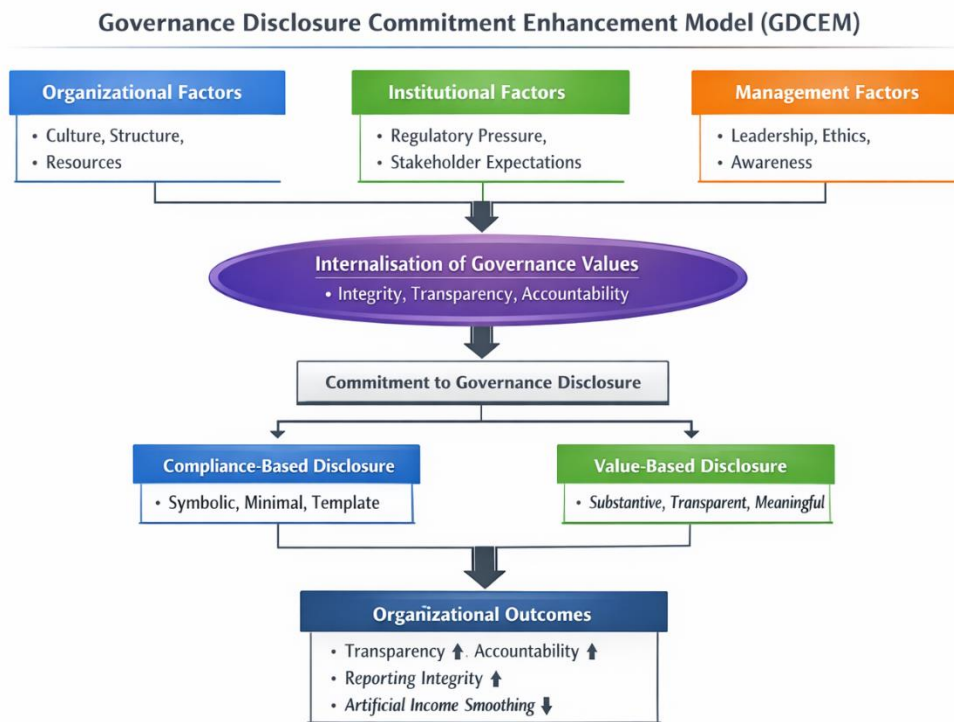 Governance Disclosure Commitment Enhancement Model (GDCEM)
Organizational Factors
• Culture, Structure,
• Resources
Institutional Factors
• Regulatory Pressure,
• Stakeholder Expectations
Management Factors
• Leadership, Ethics,
• Awareness
Internalisation of Governance Values
• Integrity, Transparency, Accountability
Commitment to Governance Disclosure
Compliance-Based Disclosure
• Symbolic, Minimal, Template
Value-Based Disclosure
• Substantive, Transparent, Meaningful
Organizational Outcomes
• Transparency ⬆. Accountability ⬆
• Reporting Integrity ⬆
• Artificial Income Smoothing ⬇